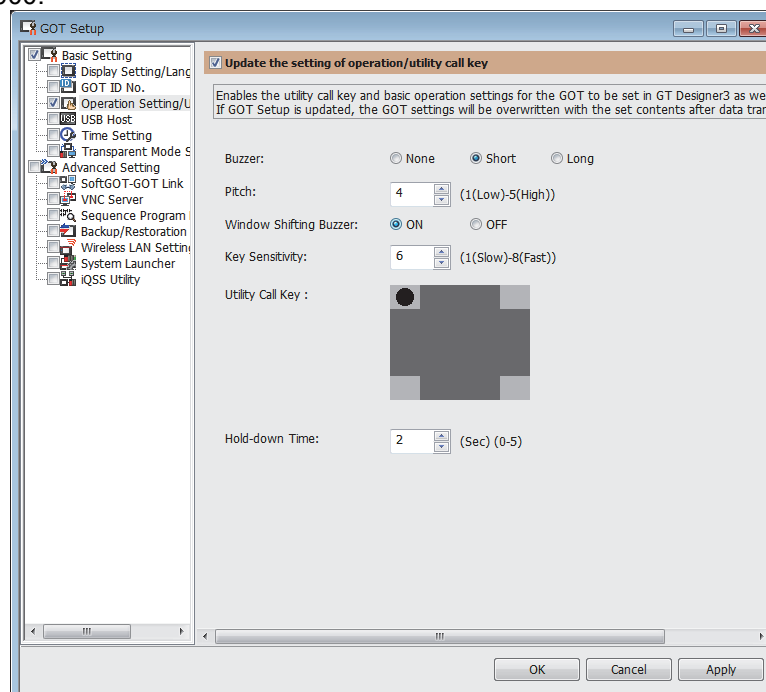 GOT Setup
Basic Setting
Display Setting/Lang
GOT ID No.
Operation Setting/U
USB Host
Time Setting
Transparent Mode S
Advanced Setting
SoftGOT-GOT Link
VNC Server
Sequence Program
Backup/Restoration
Wireless LAN Setting
System Launcher
iQSS Utility
Update the setting of operation/utility call key
Enables the utility call key and basic operation settings for the GOT to be set in GT Designer3 as we
If GOT Setup is updated, the GOT settings will be overwritten with the set contents after data tran
Buzzer: None Short Long
Pitch: 4 (1(Low)-5(High))
Window Shifting Buzzer: ON OFF
Key Sensitivity: 6 (1(Slow)-8(Fast))
Utility Call Key :
Hold-down Time: 2 (Sec) (0-5)
OK Cancel Apply